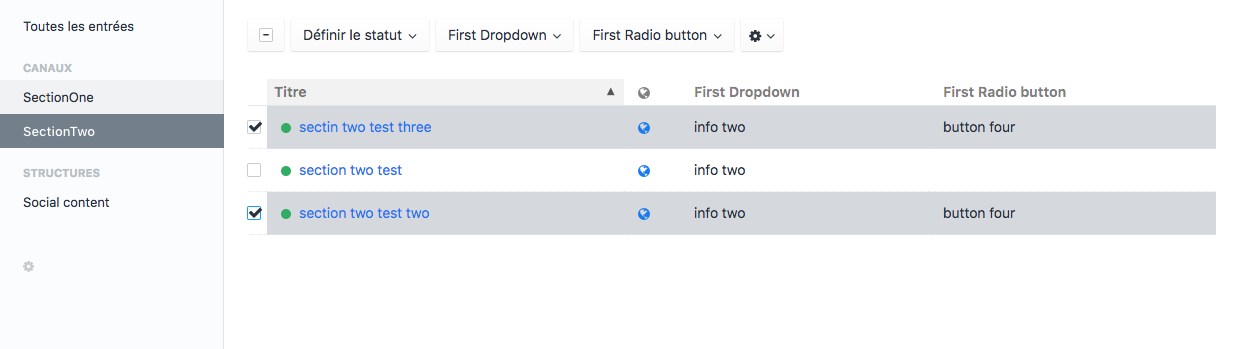 Toutes les entrées
CANAUX
SectionOne
SectionTwo
STRUCTURES
Social content
Définir le statut First Dropdown First Radio button
Titre First Dropdown First Radio button
sectin two test three info two button four
section two test info two
section two test two info two button four